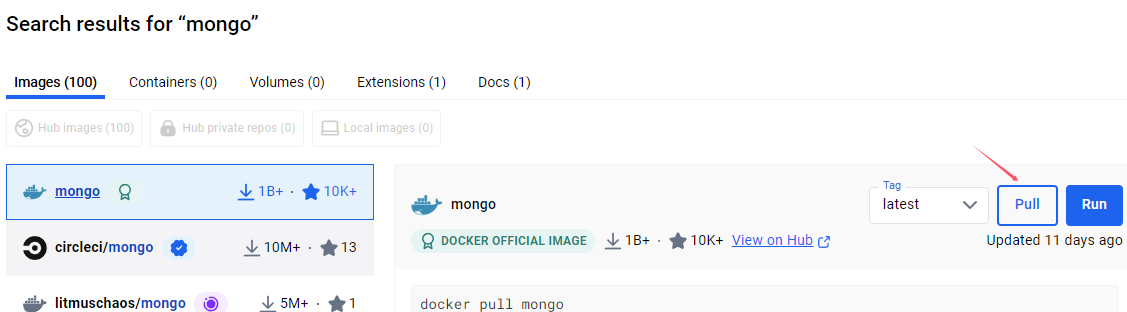 Search results for “mongo”
Images (100) Containers (0) Volumes (0) Extensions (1) Docs (1)
Hub images (100) Hub private repos (0) Local images (0)
mongo 1B+ · 10K+
circleci/mongo 10M+ · 13
litmuschaos/mongo 5M+ · 1
mongo
Tag
latest
Pull
Run
DOCKER OFFICIAL IMAGE 1B+ · 10K+ View on Hub
Updated 11 days ago
docker pull mongo